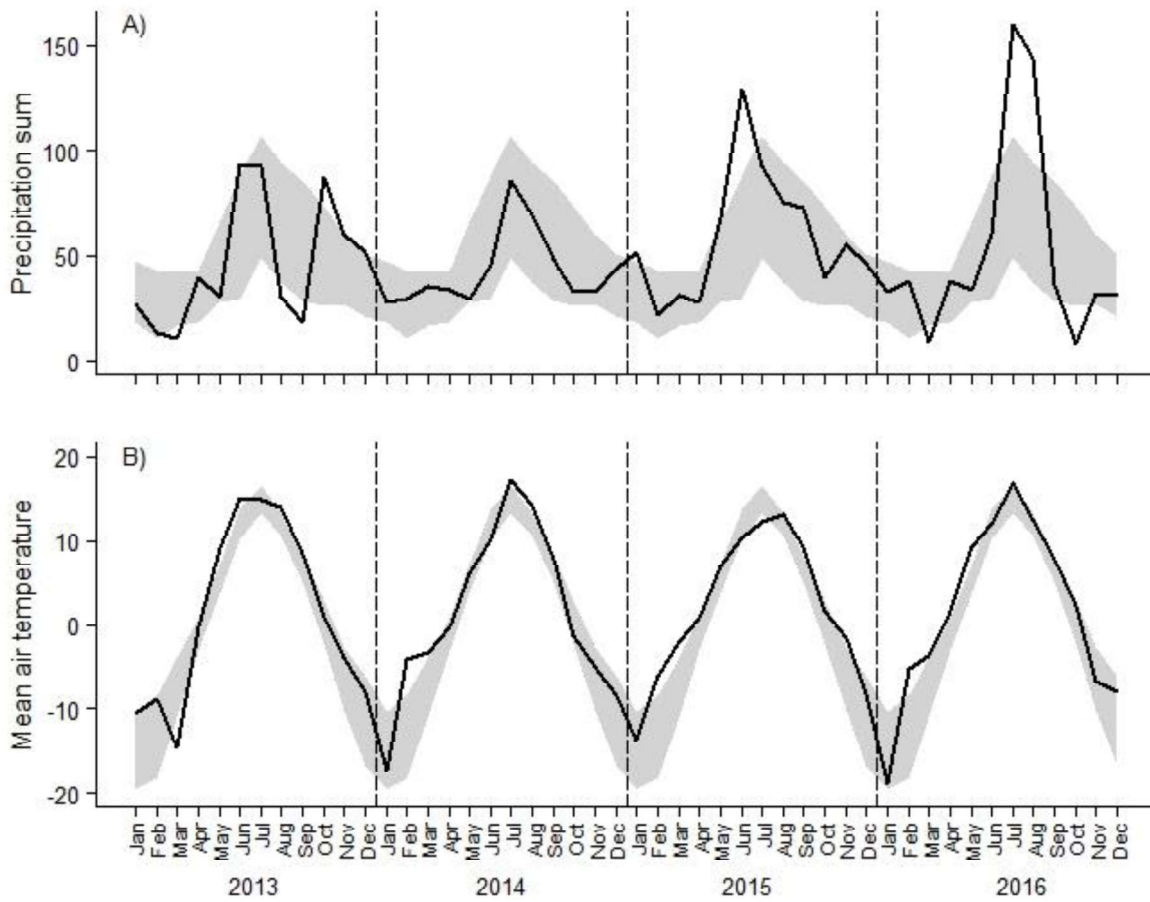 A)
Precipitation sum
150
100
50
0
B)
Mean air temperature
20
10
0
-10
-20
Jan Feb Mar Apr May Jun Jul Aug Sep Oct Nov Dec Jan Feb Mar Apr May Jun Jul Aug Sep Oct Nov Dec Jan Feb Mar Apr May Jun Jul Aug Sep Oct Nov Dec Jan Feb Mar Apr May Jun Jul Aug Sep Oct Nov Dec
2013 2014 2015 2016